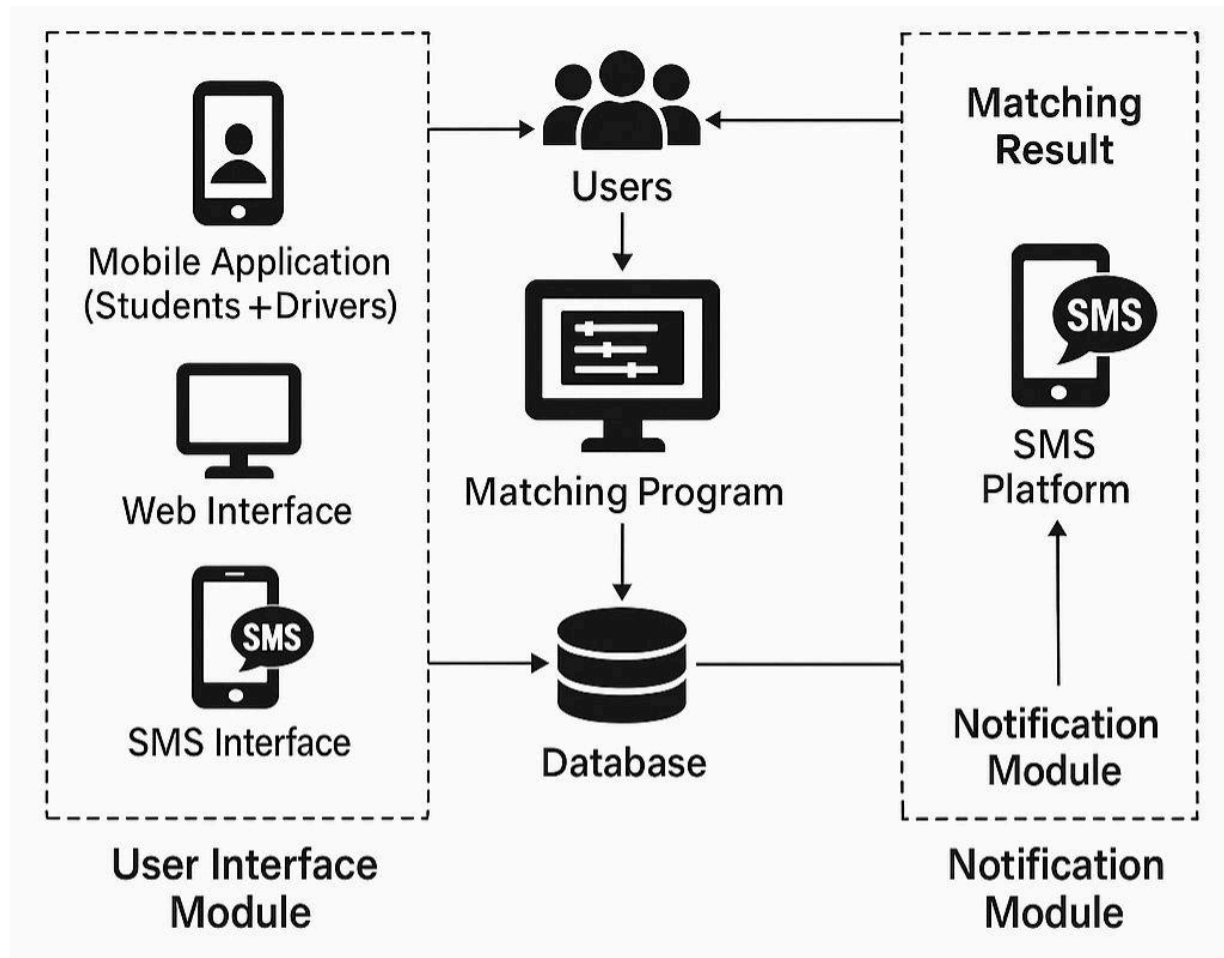 Mobile Application
(Students +Drivers)
Web Interface
SMS
SMS Interface
User Interface
Module
Users
Matching Program
Database
Matching
Result
SMS
SMS
Platform
Notification
Module
Notification
Module